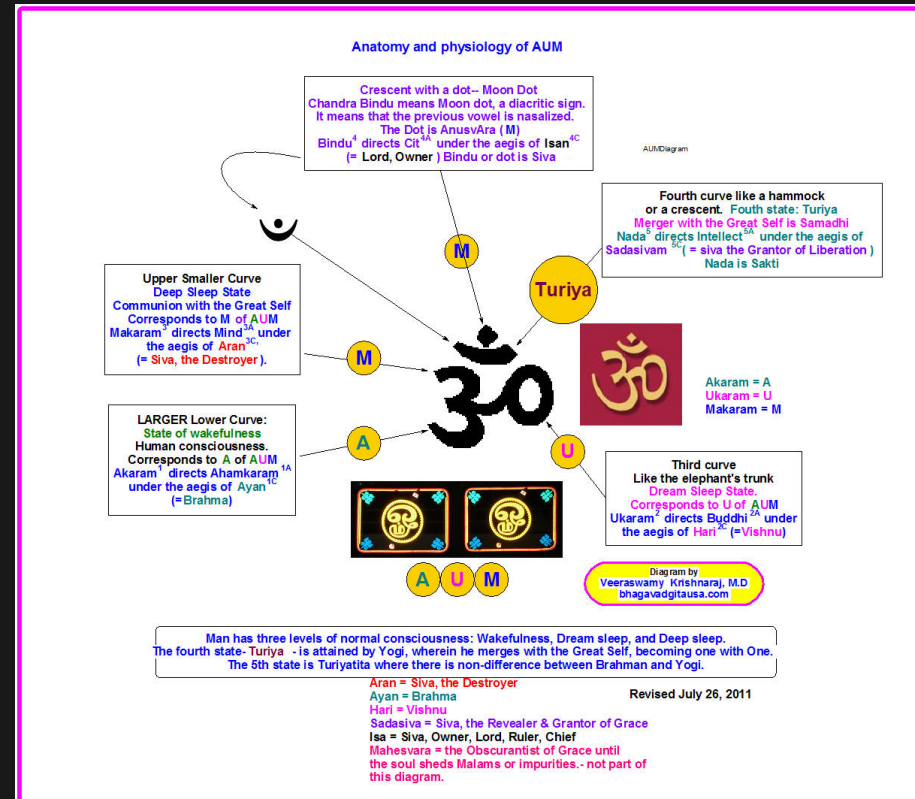 Anatomy and physiology of AUM
Crescent with a dot-- Moon Dot
Chandra Bindu means Moon dot, a diacritic sign.
It means that the previous vowel is nasalized.
The Dot is AnusvAra ( M)
Bindu4 directs Cit4A under the aegis of Isan4C
(= Lord, Owner ) Bindu or dot is Siva
AUMDiagram
Fourth curve like a hammock
or a crescent. Fouth state: Turiya
Merger with the Great Self is Samadhi
Nada5 directs Intellect5A under the aegis of
Sadasivam 5C( = siva the Grantor of Liberation )
Nada is Sakti
M
Turiya
Upper Smaller Curve
Deep Sleep State
Communion with the Great Self
Corresponds to M of AUM
Makaram3 directs Mind3A under
the aegis of Aran3C,
(= Siva, the Destroyer ).
M
ॐ
ॐ
Akaram = A
Ukaram = U
Makaram = M
LARGER Lower Curve:
State of wakefulness
Human consciousness.
Corresponds to A of AUM
Akaram1 directs Ahamkaram 1A
under the aegis of Ayan1C
(=Brahma)
A
U
Third curve
Like the elephant's trunk
Dream Sleep State.
Corresponds to U of AUM
Ukaram2 directs Buddhi2A under
the aegis of Hari2C (=Vishnu)
ௐ ௐ
A U M
Diagram by
Veeraswamy Krishnaraj, M.D
bhagavadgitausa.com
Man has three levels of normal consciousness: Wakefulness, Dream sleep, and Deep sleep.
The fourth state- Turiya - is attained by Yogi, wherein he merges with the Great Self, becoming one with One.
The 5th state is Turiyatita where there is non-difference between Brahman and Yogi.
Aran = Siva, the Destroyer
Ayan = Brahma
Hari = Vishnu
Sadasiva = Siva, the Revealer & Grantor of Grace
Isa = Siva, Owner, Lord, Ruler, Chief
Mahesvara = the Obscurantist of Grace until
the soul sheds Malams or impurities.- not part
of this diagram.
Revised July 26, 2011